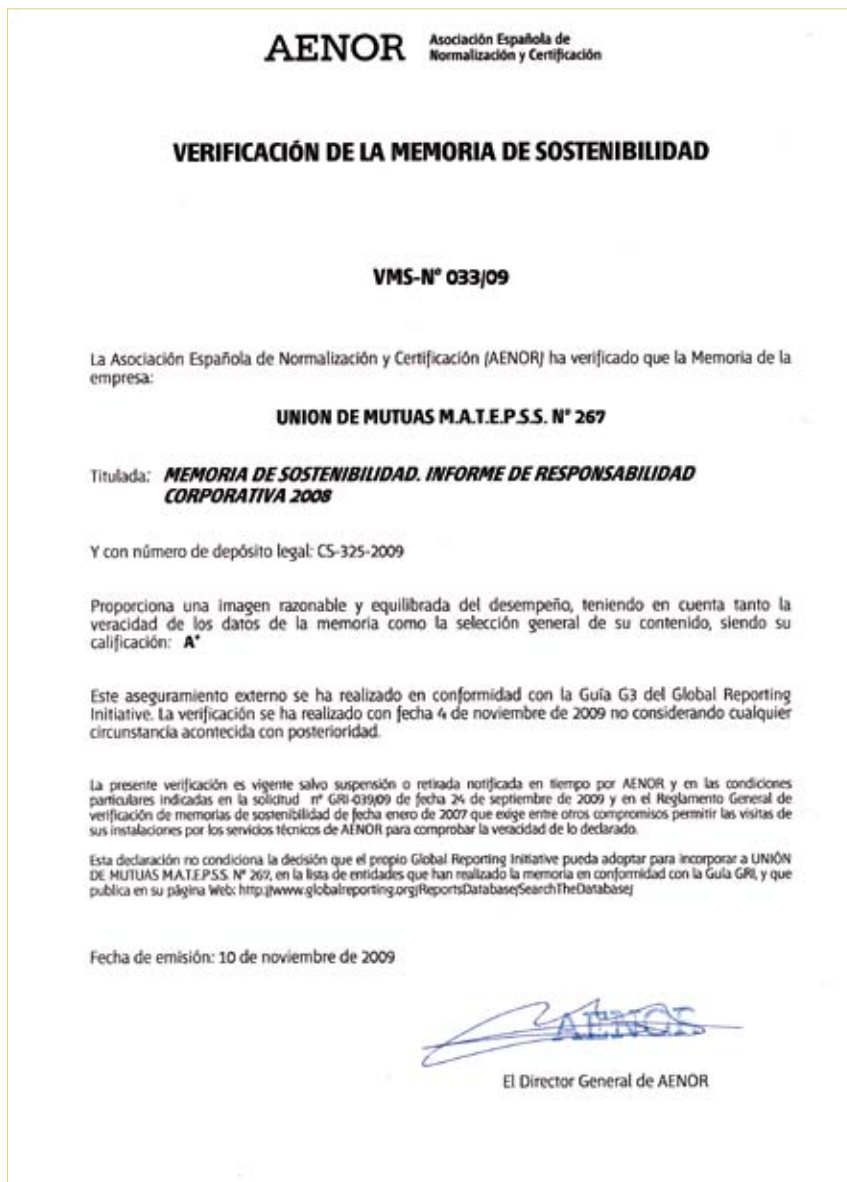 AENOR Asociación Española de
Normalización y Certificación
VERIFICACIÓN DE LA MEMORIA DE SOSTENIBILIDAD
VMS-Nº 033/09
La Asociación Española de Normalización y Certificación (AENOR) ha verificado que la Memoria de la
empresa:
UNION DE MUTUAS M.A.T.E.P.S.S. Nº 267
Titulada: MEMORIA DE SOSTENIBILIDAD. INFORME DE RESPONSABILIDAD
CORPORATIVA 2008
Y con número de depósito legal: CS-325-2009
Proporciona una imagen razonable y equilibrada del desempeño, teniendo en cuenta tanto la
veracidad de los datos de la memoria como la selección general de su contenido, siendo su
calificación: A+
Este aseguramiento externo se ha realizado en conformidad con la Guía G3 del Global Reporting
Initiative. La verificación se ha realizado con fecha 4 de noviembre de 2009 no considerando cualquier
circunstancia acontecida con posterioridad.
La presente verificación es vigente salvo suspensión o retirada notificada en tiempo por AENOR y en las condiciones
particulares indicadas en la solicitud nº GRI-039/09 de fecha 24 de septiembre de 2009 y en el Reglamento General de
verificación de memorias de sostenibilidad de fecha enero de 2007 que exige entre otros compromisos permitir las visitas de
sus instalaciones por los servicios técnicos de AENOR para comprobar la veracidad de lo declarado.
Esta declaración no condiciona la decisión que el propio Global Reporting Initiative pueda adoptar para incorporar a UNIÓN
DE MUTUAS M.A.T.E.P.S.S. Nº 267, en la lista de entidades que han realizado la memoria en conformidad con la Guía GRI, y que
publica en su página Web: http://www.globalreporting.org/ReportsDatabase/SearchTheDatabase/
Fecha de emisión: 10 de noviembre de 2009
AENOR
El Director General de AENOR